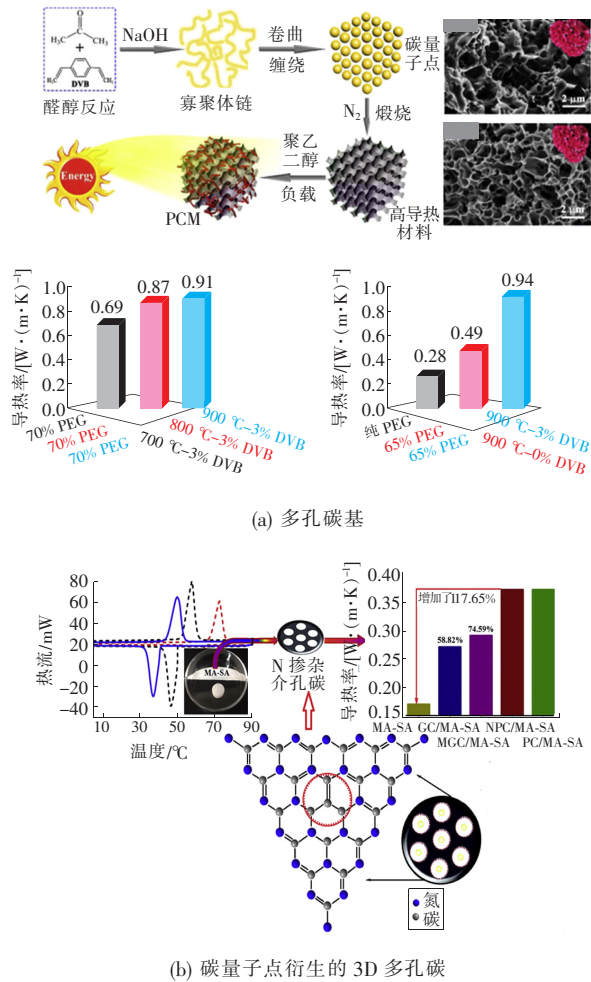 O
H₃C CH₃
+
H₂C CH₂
DVB
醛醇反应
NaOH
寡聚体链
卷曲
缠绕
碳量
子点
N₂ 煅烧
2 μm
2 μm
Energy
PCM
聚乙
二醇
负载
高导热
材料
导热率/[W·(m·K)⁻¹]
1.0
0.8
0.6
0.4
0.2
0.0
0.69
0.87
0.91
70% PEG
70% PEG
70% PEG
700 ℃-3% DVB
800 ℃-3% DVB
900 ℃-3% DVB
导热率/[W·(m·K)⁻¹]
1.0
0.8
0.6
0.4
0.2
0.0
0.28
0.49
0.94
纯 PEG
65% PEG
65% PEG
900 ℃-0% DVB
900 ℃-3% DVB
(a) 多孔碳基
热流/mW
80
60
40
20
0
-20
-40
10 30 50 70 90
温度/℃
MA-SA
N 掺杂
介孔碳
导热率/[W·(m·K)⁻¹]
0.40
0.35
0.30
0.25
0.20
0.15
增加了117.65%
58.82%
74.59%
MA-SA GC/MA-SA NPC/MA-SA
MGC/MA-SA PC/MA-SA
氮
碳
(b) 碳量子点衍生的 3D 多孔碳